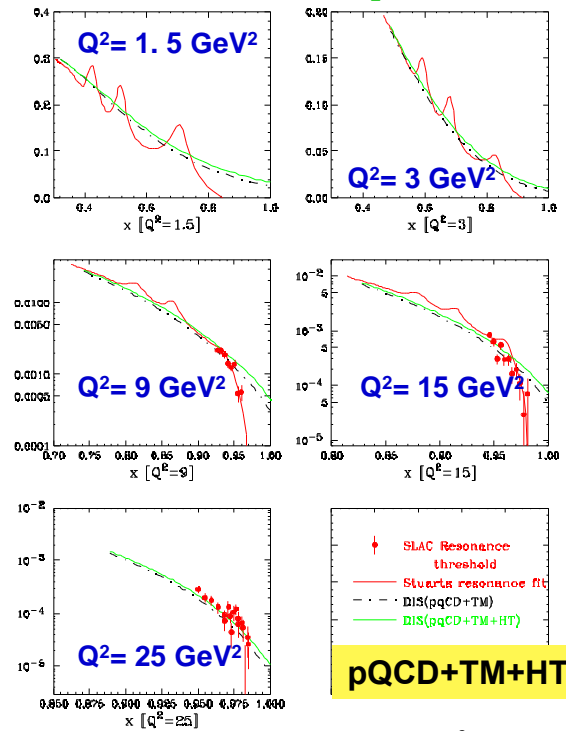 0.4
0.3
0.2
0.1
0.0
Q²= 1. 5 GeV²
0.4 0.6 0.8 1.0
x [Q²=1.5]
0.20
0.15
0.10
0.05
0.00
Q²= 3 GeV²
0.4 0.6 0.8 1.0
x [Q²=3]
0.0100
0.0050
0.0010
0.0005
0.0001
Q²= 9 GeV²
0.70 0.75 0.80 0.85 0.90 0.95 1.00
x [Q²=9]
10⁻²
5
10⁻³
5
10⁻⁴
5
10⁻⁵
Q²= 15 GeV²
0.80 0.85 0.90 0.95 1.00
x [Q²=15]
10⁻²
10⁻³
10⁻⁴
10⁻⁵
Q²= 25 GeV²
0.850 0.875 0.900 0.925 0.950 0.975 1.000
x [Q²=25]
SLAC Resonance
threshold
Stuarts resonance fit
DIS(pqCD+TM)
DIS(pqCD+TM+HT)
pQCD+TM+HT